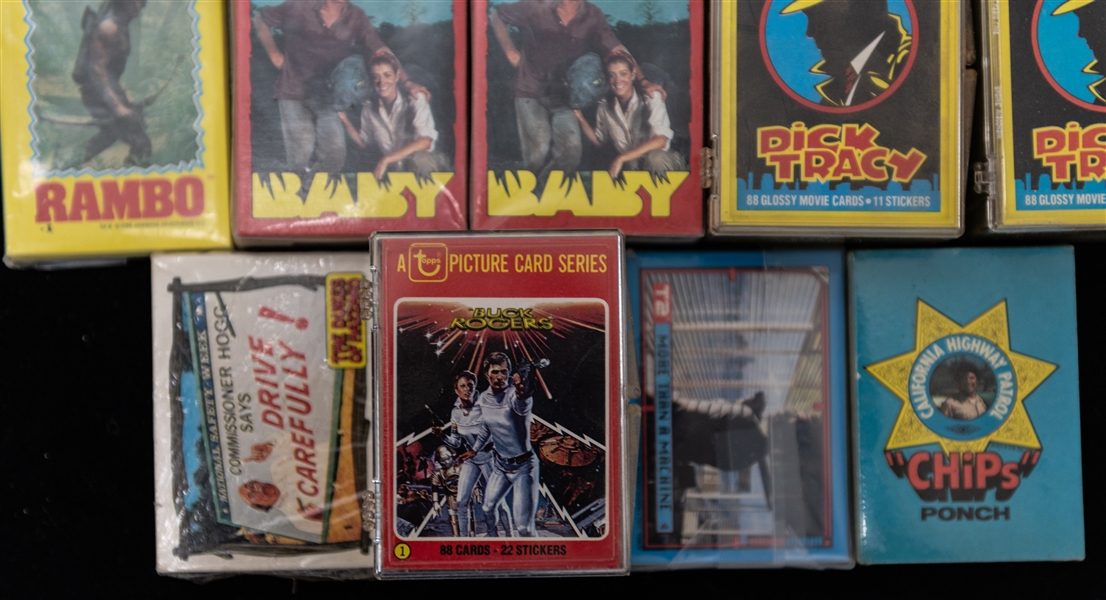 RAMBO
BABY
BABY
DICK
TRACY
88 GLOSSY MOVIE CARDS • 11 STICKERS
DICK
TRACY
88 GLOSSY MOVIE
COMMISSIONER HOGG
SAYS
DRIVE
CAREFULLY!
THE DUKES
OF HAZZARD
A topps PICTURE CARD SERIES
BUCK
ROGERS
1
88 CARDS - 22 STICKERS
T2
MORE THAN A MACHINE
CALIFORNIA HIGHWAY PATROL
"CHiPs"
PONCH